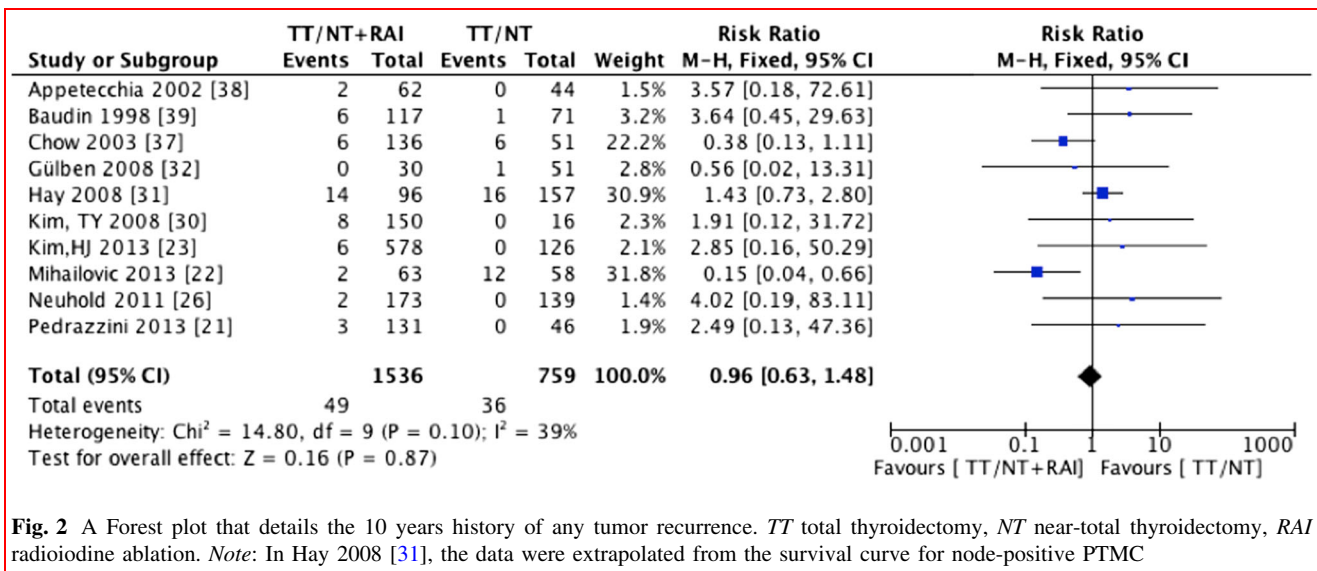 TT/NT+RAI TT/NT Risk Ratio Risk Ratio
Study or Subgroup Events Total Events Total Weight M-H, Fixed, 95% CI M-H, Fixed, 95% CI
Appetecchia 2002 [38] 2 62 0 44 1.5% 3.57 [0.18, 72.61]
Baudin 1998 [39] 6 117 1 71 3.2% 3.64 [0.45, 29.63]
Chow 2003 [37] 6 136 6 51 22.2% 0.38 [0.13, 1.11]
Gülben 2008 [32] 0 30 1 51 2.8% 0.56 [0.02, 13.31]
Hay 2008 [31] 14 96 16 157 30.9% 1.43 [0.73, 2.80]
Kim, TY 2008 [30] 8 150 0 16 2.3% 1.91 [0.12, 31.72]
Kim,HJ 2013 [23] 6 578 0 126 2.1% 2.85 [0.16, 50.29]
Mihailovic 2013 [22] 2 63 12 58 31.8% 0.15 [0.04, 0.66]
Neuhold 2011 [26] 2 173 0 139 1.4% 4.02 [0.19, 83.11]
Pedrazzini 2013 [21] 3 131 0 46 1.9% 2.49 [0.13, 47.36]
Total (95% CI) 1536 759 100.0% 0.96 [0.63, 1.48]
Total events 49 36
Heterogeneity: Chi² = 14.80, df = 9 (P = 0.10); I² = 39%
Test for overall effect: Z = 0.16 (P = 0.87)
0.001 0.1 1 10 1000
Favours [ TT/NT+RAI] Favours [ TT/NT]
Fig. 2 A Forest plot that details the 10 years history of any tumor recurrence. TT total thyroidectomy, NT near-total thyroidectomy, RAI
radioiodine ablation. Note: In Hay 2008 [31], the data were extrapolated from the survival curve for node-positive PTMC